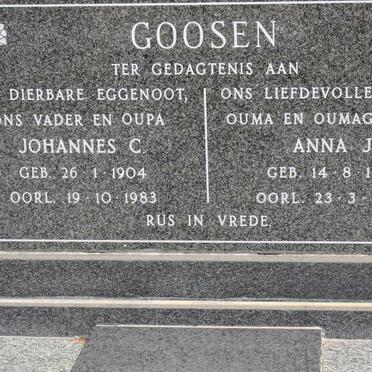 GOOSEN
TER GEDAGTENIS AAN
DIERBARE EGGENOOT,
ONS VADER EN OUPA
JOHANNES C.
GEB. 26·1·1904
OORL. 19·10·1983
ONS LIEFDEVOLLE
OUMA EN OUMAG
ANNA J
GEB. 14·8·1
OORL. 23·3·
RUS IN VREDE.